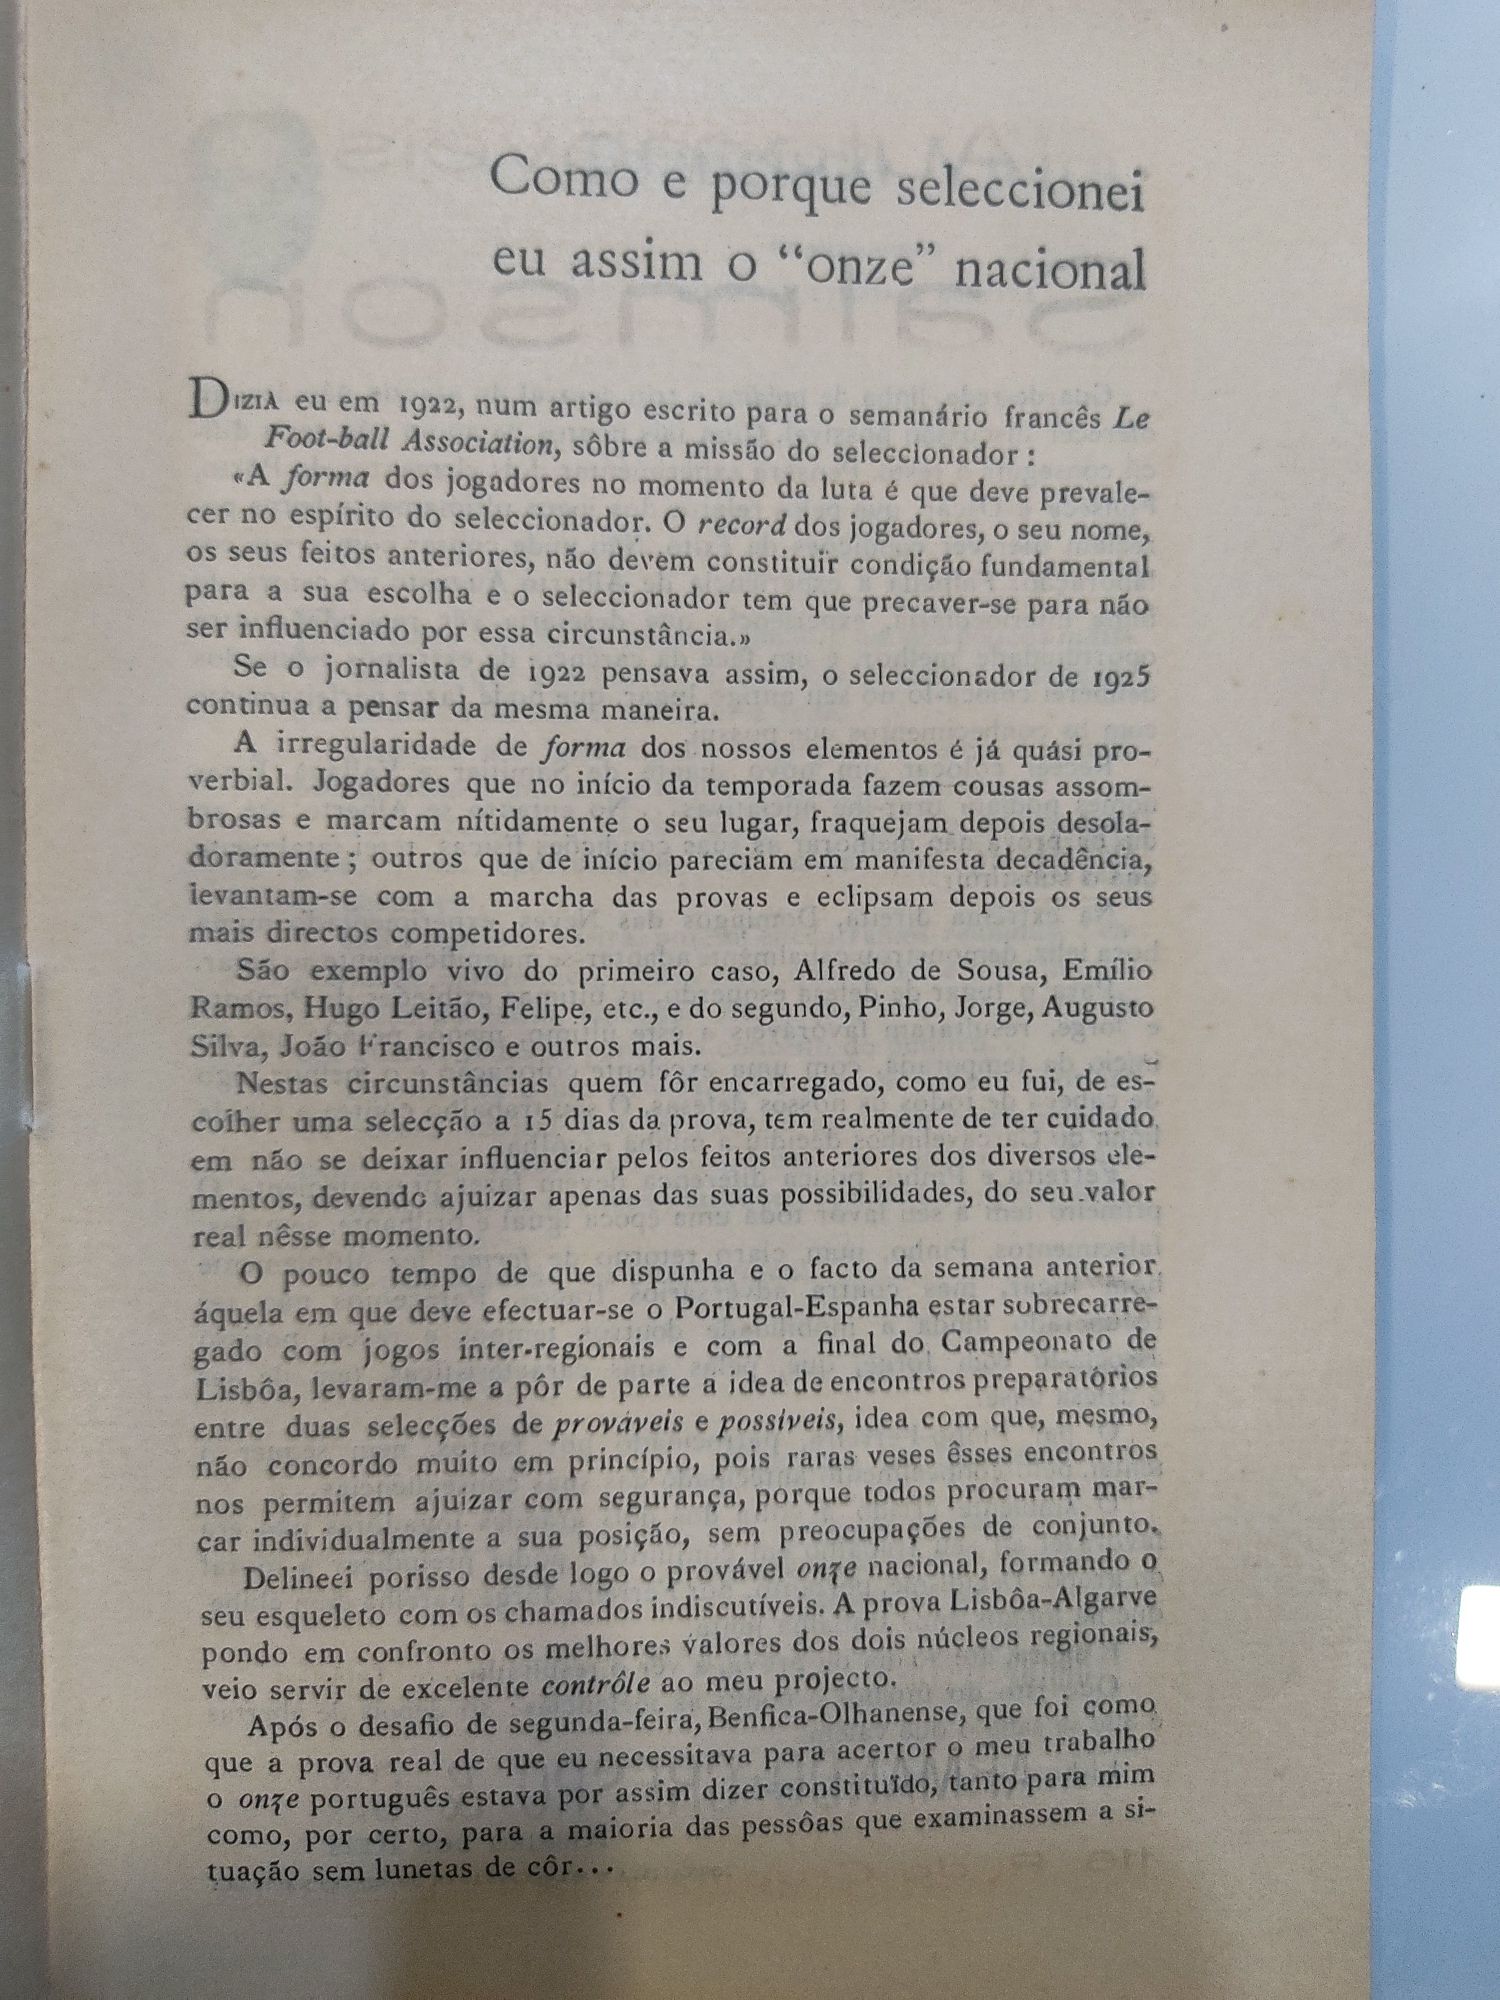 Como e porque seleccionei
eu assim o “onze” nacional
DIZIA eu em 1922, num artigo escrito para o semanário francês Le
Foot-ball Association, sôbre a missão do seleccionador :
«A forma dos jogadores no momento da luta é que deve prevale-
cer no espírito do seleccionador. O record dos jogadores, o seu nome,
os seus feitos anteriores, não devem constituir condição fundamental
para a sua escolha e o seleccionador tem que precaver-se para não
ser influenciado por essa circunstância.»
Se o jornalista de 1922 pensava assim, o seleccionador de 1925
continua a pensar da mesma maneira.
A irregularidade de forma dos nossos elementos é já quási pro-
verbial. Jogadores que no início da temporada fazem cousas assom-
brosas e marcam nítidamente o seu lugar, fraquejam depois desola-
doramente ; outros que de início pareciam em manifesta decadência,
levantam-se com a marcha das provas e eclipsam depois os seus
mais directos competidores.
São exemplo vivo do primeiro caso, Alfredo de Sousa, Emílio
Ramos, Hugo Leitão, Felipe, etc., e do segundo, Pinho, Jorge, Augusto
Silva, João Francisco e outros mais.
Nestas circunstâncias quem fôr encarregado, como eu fui, de es-
colher uma selecção a 15 dias da prova, tem realmente de ter cuidado
em não se deixar influenciar pelos feitos anteriores dos diversos ele-
mentos, devendo ajuizar apenas das suas possibilidades, do seu valor
real nêsse momento.
O pouco tempo de que dispunha e o facto da semana anterior
áquela em que deve efectuar-se o Portugal-Espanha estar sobrecarre-
gado com jogos inter-regionais e com a final do Campeonato de
Lisbôa, levaram-me a pôr de parte a idea de encontros preparatórios
entre duas selecções de prováveis e possíveis, idea com que, mesmo,
não concordo muito em princípio, pois raras veses êsses encontros
nos permitem ajuizar com segurança, porque todos procuram mar-
car individualmente a sua posição, sem preocupações de conjunto.
Delineei porisso desde logo o provável onze nacional, formando o
seu esqueleto com os chamados indiscutíveis. A prova Lisbôa-Algarve
pondo em confronto os melhores valores dos dois núcleos regionais,
veio servir de excelente contrôle ao meu projecto.
Após o desafio de segunda-feira, Benfica-Olhanense, que foi como
que a prova real de que eu necessitava para acertor o meu trabalho
o onze português estava por assim dizer constituído, tanto para mim
como, por certo, para a maioria das pessôas que examinassem a si-
tuação sem lunetas de côr...